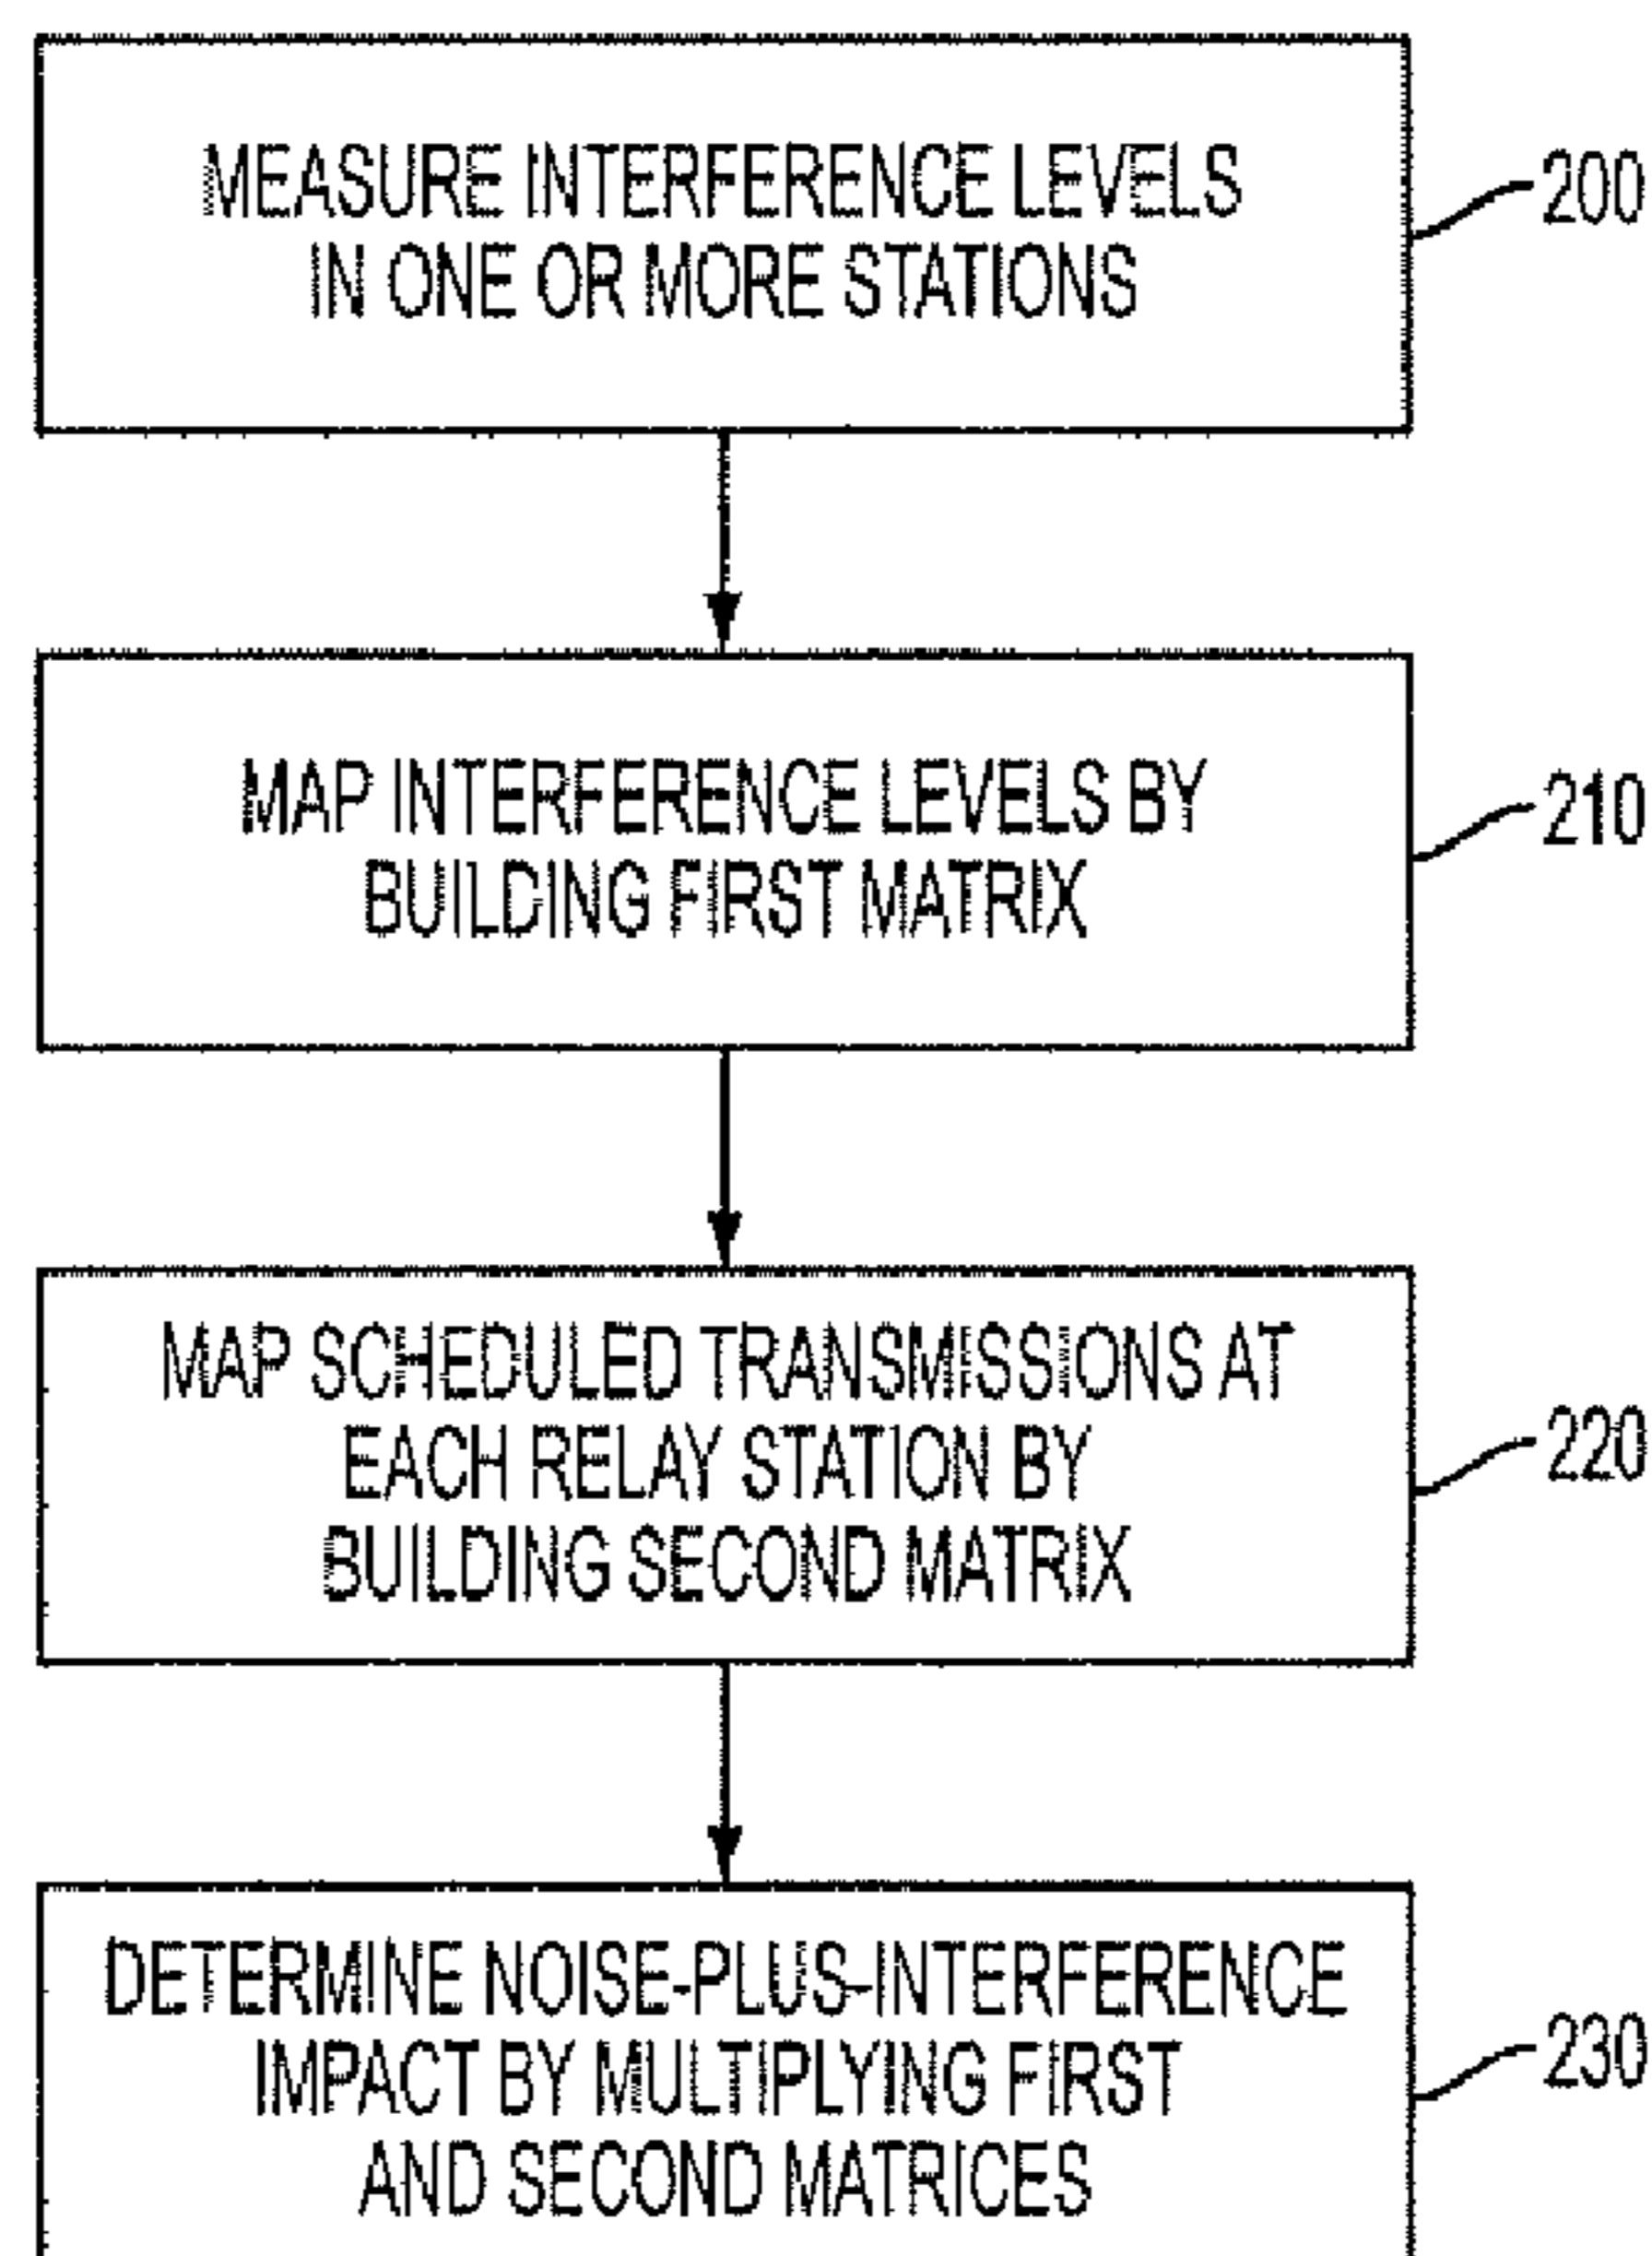 MEASURE INTERFERENCE LEVELS
IN ONE OR MORE STATIONS
200
MAP INTERFERENCE LEVELS BY
BUILDING FIRST MATRIX
210
MAP SCHEDULED TRANSMISSIONS AT
EACH RELAY STATION BY
BUILDING SECOND MATRIX
220
DETERMINE NOISE-PLUS-INTERFERENCE
IMPACT BY MULTIPLYING FIRST
AND SECOND MATRICES
230